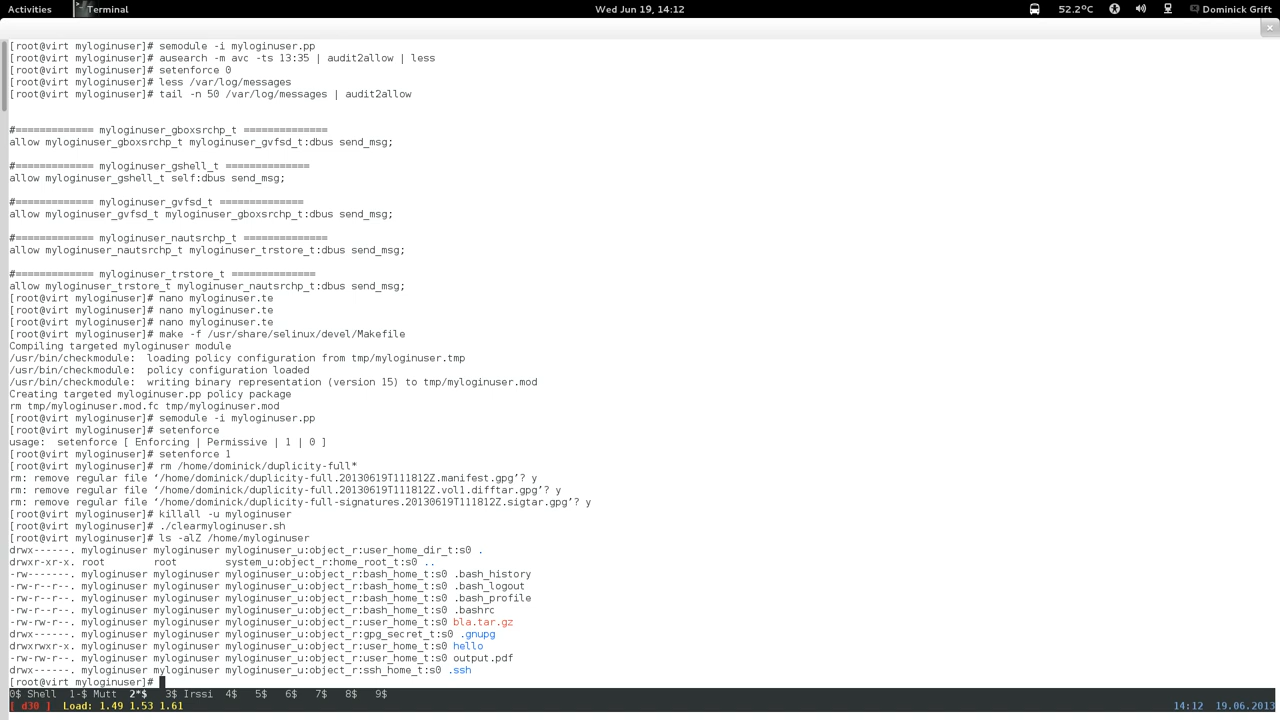 Activities Terminal Wed Jun 19, 14:12 52.2°C Dominick Grift
[root@virt myloginuser]# semodule -i myloginuser.pp
[root@virt myloginuser]# ausearch -m avc -ts 13:35 | audit2allow | less
[root@virt myloginuser]# setenforce 0
[root@virt myloginuser]# less /var/log/messages
[root@virt myloginuser]# tail -n 50 /var/log/messages | audit2allow
#============= myloginuser_gboxsrchp_t ==============
allow myloginuser_gboxsrchp_t myloginuser_gvfsd_t:dbus send_msg;
#============= myloginuser_gshell_t ==============
allow myloginuser_gshell_t self:dbus send_msg;
#============= myloginuser_gvfsd_t ==============
allow myloginuser_gvfsd_t myloginuser_gboxsrchp_t:dbus send_msg;
#============= myloginuser_nautsrchp_t ==============
allow myloginuser_nautsrchp_t myloginuser_trstore_t:dbus send_msg;
#============= myloginuser_trstore_t ==============
allow myloginuser_trstore_t myloginuser_nautsrchp_t:dbus send_msg;
[root@virt myloginuser]# nano myloginuser.te
[root@virt myloginuser]# nano myloginuser.te
[root@virt myloginuser]# nano myloginuser.te
[root@virt myloginuser]# make -f /usr/share/selinux/devel/Makefile
Compiling targeted myloginuser module
/usr/bin/checkmodule:  loading policy configuration from tmp/myloginuser.tmp
/usr/bin/checkmodule:  policy configuration loaded
/usr/bin/checkmodule:  writing binary representation (version 15) to tmp/myloginuser.mod
Creating targeted myloginuser.pp policy package
rm tmp/myloginuser.mod.fc tmp/myloginuser.mod
[root@virt myloginuser]# semodule -i myloginuser.pp
[root@virt myloginuser]# setenforce
usage:  setenforce [ Enforcing | Permissive | 1 | 0 ]
[root@virt myloginuser]# setenforce 1
[root@virt myloginuser]# rm /home/dominick/duplicity-full*
rm: remove regular file ‘/home/dominick/duplicity-full.20130619T111812Z.manifest.gpg’? y
rm: remove regular file ‘/home/dominick/duplicity-full.20130619T111812Z.vol1.difftar.gpg’? y
rm: remove regular file ‘/home/dominick/duplicity-full-signatures.20130619T111812Z.sigtar.gpg’? y
[root@virt myloginuser]# killall -u myloginuser
[root@virt myloginuser]# ./clearmyloginuser.sh
[root@virt myloginuser]# ls -alZ /home/myloginuser
drwx------. myloginuser myloginuser myloginuser_u:object_r:user_home_dir_t:s0 .
drwxr-xr-x. root        root        system_u:object_r:home_root_t:s0 ..
-rw-------. myloginuser myloginuser myloginuser_u:object_r:bash_home_t:s0 .bash_history
-rw-r--r--. myloginuser myloginuser myloginuser_u:object_r:bash_home_t:s0 .bash_logout
-rw-r--r--. myloginuser myloginuser myloginuser_u:object_r:bash_home_t:s0 .bash_profile
-rw-r--r--. myloginuser myloginuser myloginuser_u:object_r:bash_home_t:s0 .bashrc
-rw-rw-r--. myloginuser myloginuser myloginuser_u:object_r:user_home_t:s0 bla.tar.gz
drwx------. myloginuser myloginuser myloginuser_u:object_r:gpg_secret_t:s0 .gnupg
drwxrwxr-x. myloginuser myloginuser myloginuser_u:object_r:user_home_t:s0 hello
-rw-rw-r--. myloginuser myloginuser myloginuser_u:object_r:user_home_t:s0 output.pdf
drwx------. myloginuser myloginuser myloginuser_u:object_r:ssh_home_t:s0 .ssh
[root@virt myloginuser]#
0$ Shell  1-$ Mutt  2*$   3$ Irssi  4$   5$   6$   7$   8$   9$
[ d30 ]  Load: 1.49 1.53 1.61 14:12  19.06.2013